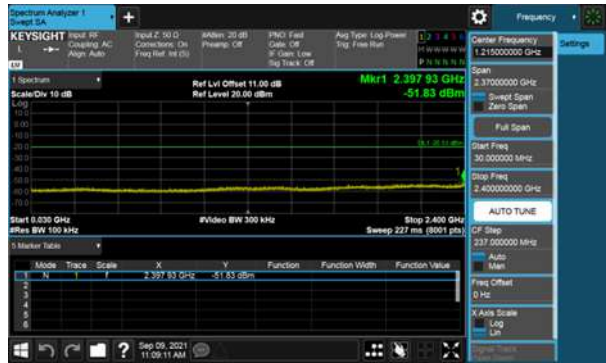 Spectrum Analyzer 1
Swept SA
Frequency
KEYSIGHT
Input: RF
Coupling: AC
Align: Auto
Input Z: 50 Ω
Corrections: On
Freq Ref: Int (S)
#Atten: 20 dB
Preamp: Off
PNO: Fast
Gate: Off
IF Gain: Low
Sig Track: Off
Avg Type: Log-Power
Trig: Free Run
Center Frequency
1.215000000 GHz
Settings
1 Spectrum
Scale/Div 10 dB
Ref Lvl Offset 11.00 dB
Ref Level 20.00 dBm
Mkr1 2.397 93 GHz
-51.83 dBm
Span
2.37000000 GHz
Swept Span
Zero Span
Full Span
Log
Start Freq
30.000000 MHz
Stop Freq
2.400000000 GHz
AUTO TUNE
Start 0.030 GHz
#Res BW 100 kHz
#Video BW 300 kHz
Stop 2.400 GHz
Sweep 227 ms (8001 pts)
CF Step
237.000000 MHz
Auto
Man
5 Marker Table
Mode Trace Scale X Y Function Function Width Function Value
1 N 1 f 2.397 93 GHz -51.83 dBm
2
3
4
5
6
Freq Offset
0 Hz
X Axis Scale
Log
Lin
Sep 09, 2021
11:09:11 AM